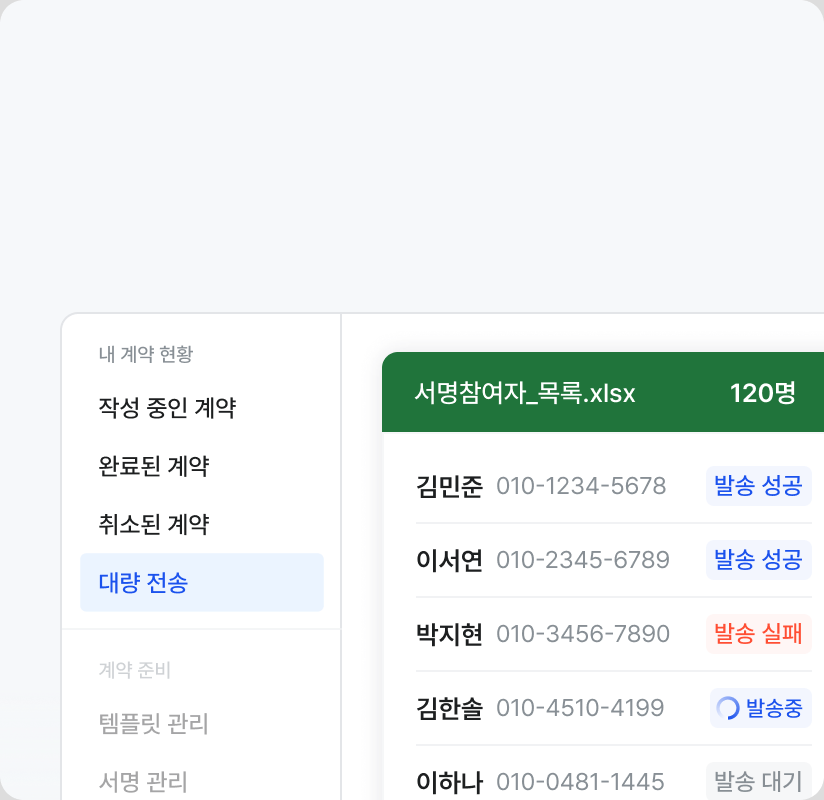 내 계약 현황
작성 중인 계약
완료된 계약
취소된 계약
대량 전송
계약 준비
템플릿 관리
서명 관리
서명참여자_목록.xlsx 120명
김민준 010-1234-5678 발송 성공
이서연 010-2345-6789 발송 성공
박지현 010-3456-7890 발송 실패
김한솔 010-4510-4199 발송중
이하나 010-0481-1445 발송 대기